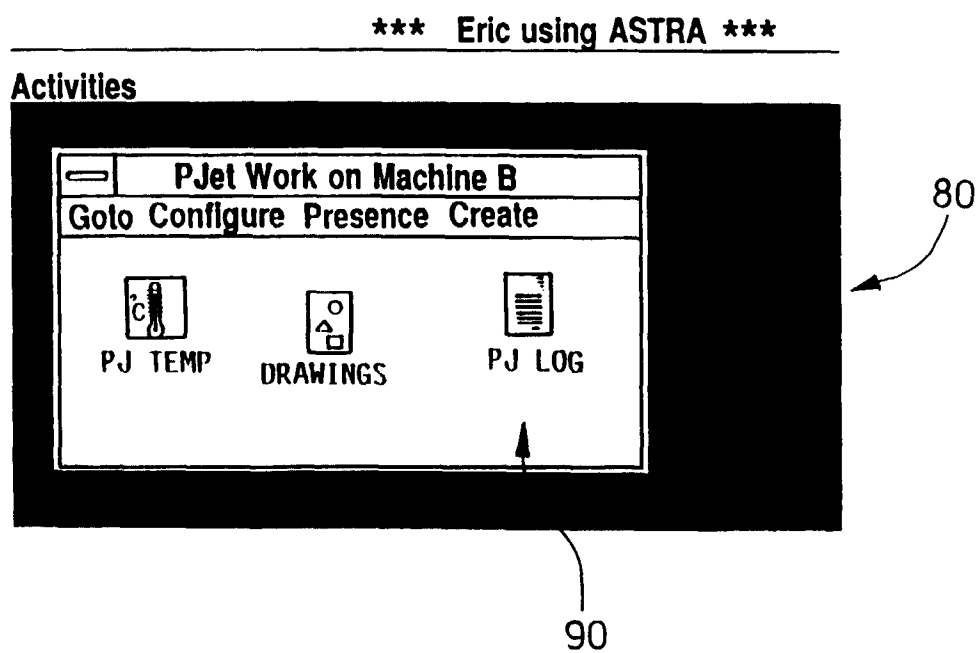 *** Eric using ASTRA ***
Activities
PJet Work on Machine B
Goto Configure Presence Create
80
°C
PJ TEMP
DRAWINGS
PJ LOG
90